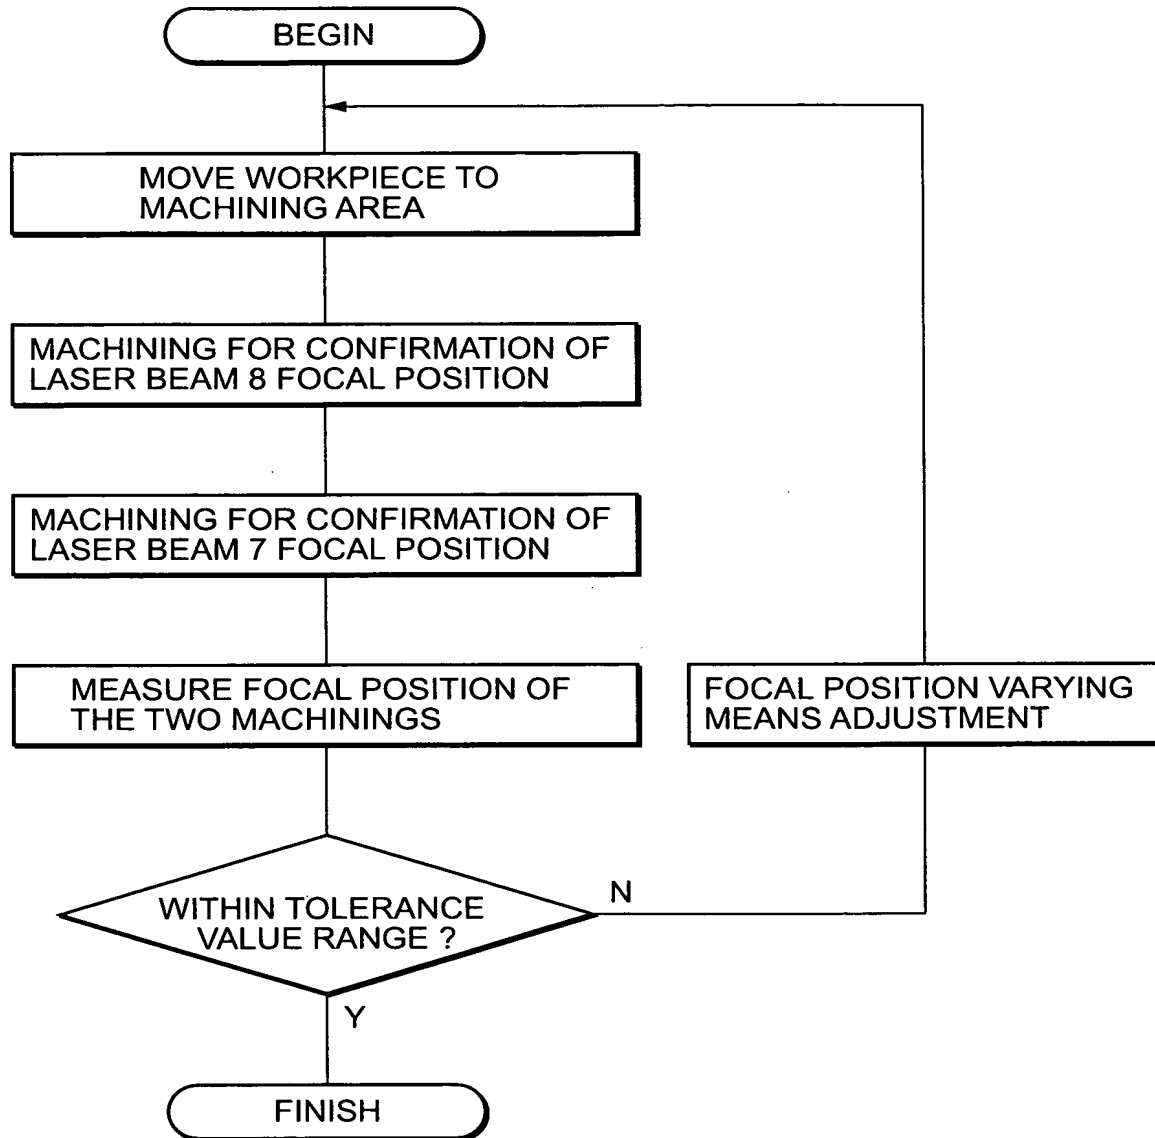 BEGIN
MOVE WORKPIECE TO
MACHINING AREA
MACHINING FOR CONFIRMATION OF
LASER BEAM 8 FOCAL POSITION
MACHINING FOR CONFIRMATION OF
LASER BEAM 7 FOCAL POSITION
MEASURE FOCAL POSITION OF
THE TWO MACHININGS
FOCAL POSITION VARYING
MEANS ADJUSTMENT
WITHIN TOLERANCE
VALUE RANGE ?
N
Y
FINISH